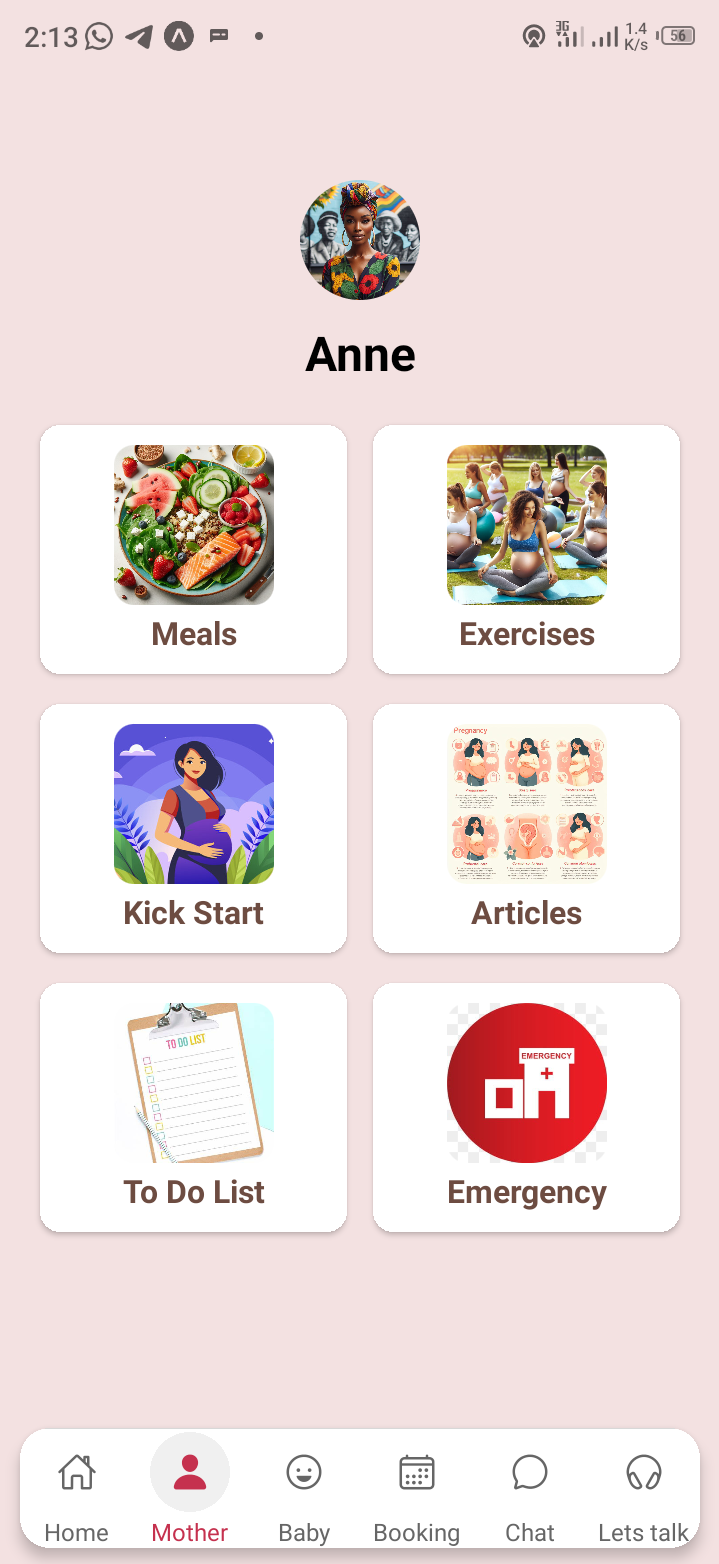 2:13
3G
1.4
K/s
56
Anne
Meals
Exercises
Pregnancy
Kick Start
Articles
TO DO LIST
EMERGENCY
To Do List
Emergency
Home
Mother
Baby
Booking
Chat
Lets talk